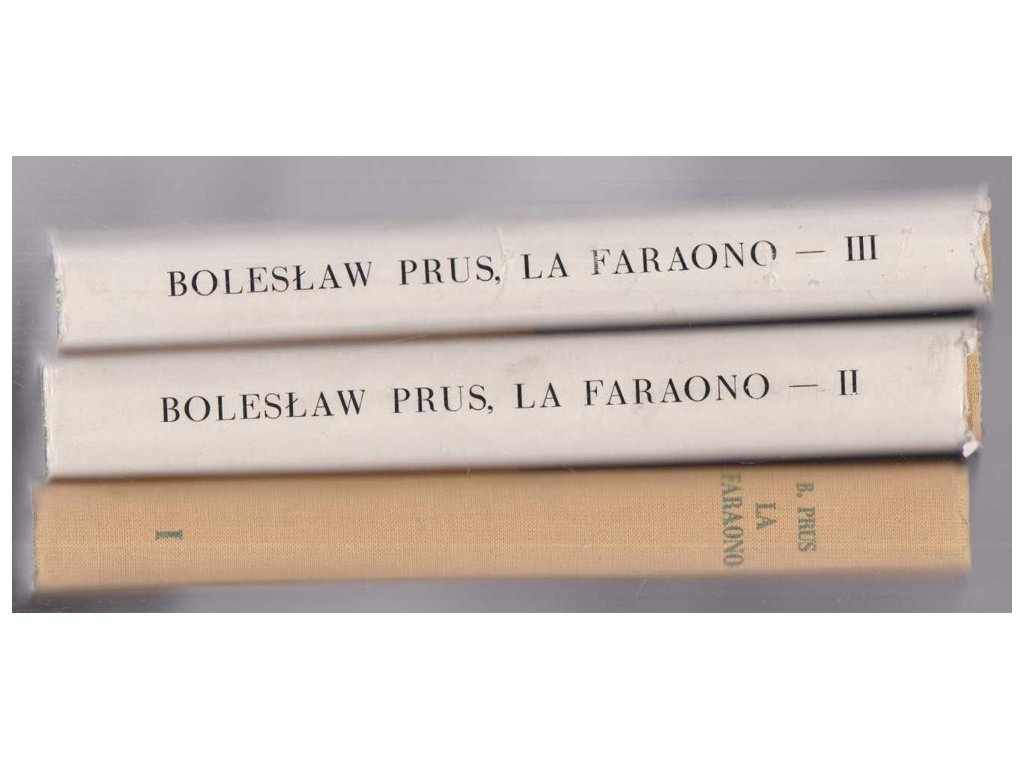 BOLESŁAW PRUS, LA FARAONO — III
BOLESŁAW PRUS, LA FARAONO — II
B. PRUS
LA
FARAONO
I